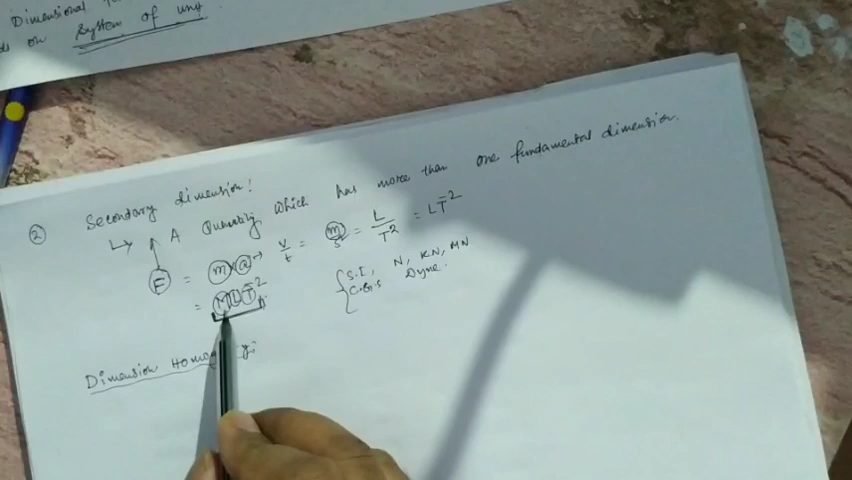 Dimensional
on System of unit
② Secondary dimension:
↳ A Quantity which has more than one fundamental dimension.
F = m × a → v/t = m/s = L/T² = LT⁻²
= MLT⁻²
{ S.I, N, KN, MN
C.G.S Dyne.
Dimension Homo